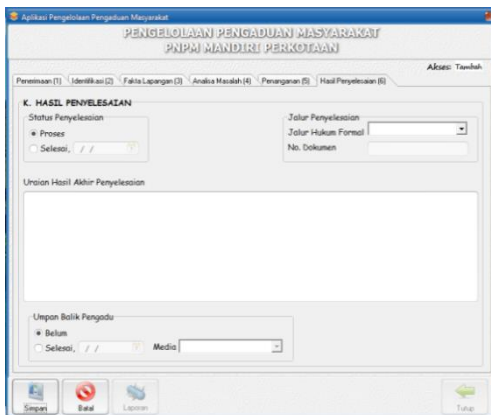 Aplikasi Pengelolaan Pengaduan Masyarakat
PENGELOLAAN PENGADUAN MASYARAKAT
PNPM MANDIRI PERKOTAAN
Akses: Tambah
Penerimaan (1) Identifikasi (2) Fakta Lapangan (3) Analisa Masalah (4) Penanganan (5) Hasil Penyelesaian (6)
K. HASIL PENYELESAIAN
Status Penyelesaian
Proses
Selesai, / /
Jalur Penyelesaian
Jalur Hukum Formal
No. Dokumen
Uraian Hasil Akhir Penyelesaian
Umpan Balik Pengadu
Belum
Selesai, / / Media
Simpan Batal Laporan Tutup